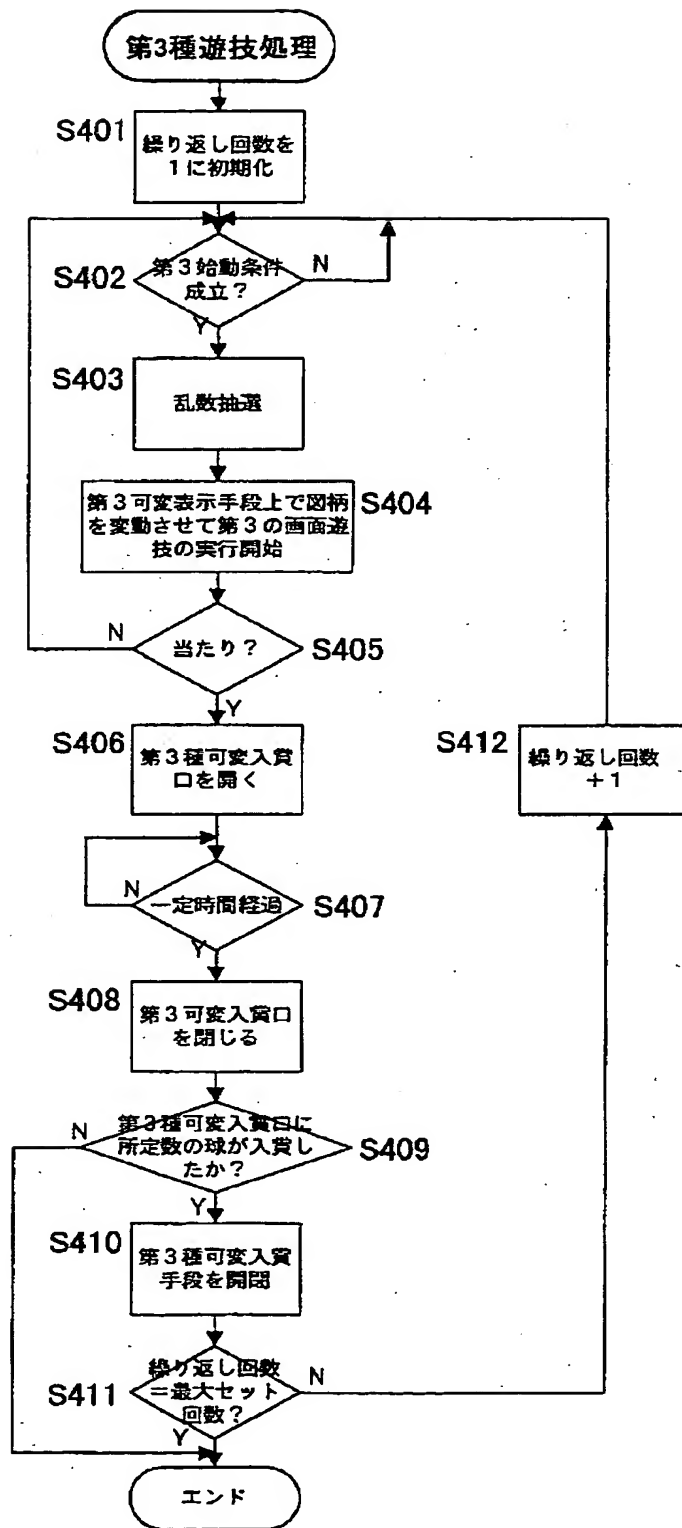 第3種遊技処理
S401
繰り返し回数を
1に初期化
S402
第3始動条件
成立?
N
Y
S403
乱数抽選
第3可変表示手段上で図柄
を変動させて第3の画面遊
技の実行開始
S404
N
当たり?
S405
Y
S406
第3種可変入賞
口を開く
S412
繰り返し回数
+1
N
一定時間経過
S407
Y
S408
第3可変入賞口
を閉じる
N
第3種可変入賞口に
所定数の球が入賞し
たか?
S409
Y
S410
第3種可変入賞
手段を開閉
S411
繰り返し回数
=最大セット
回数?
N
Y
エンド